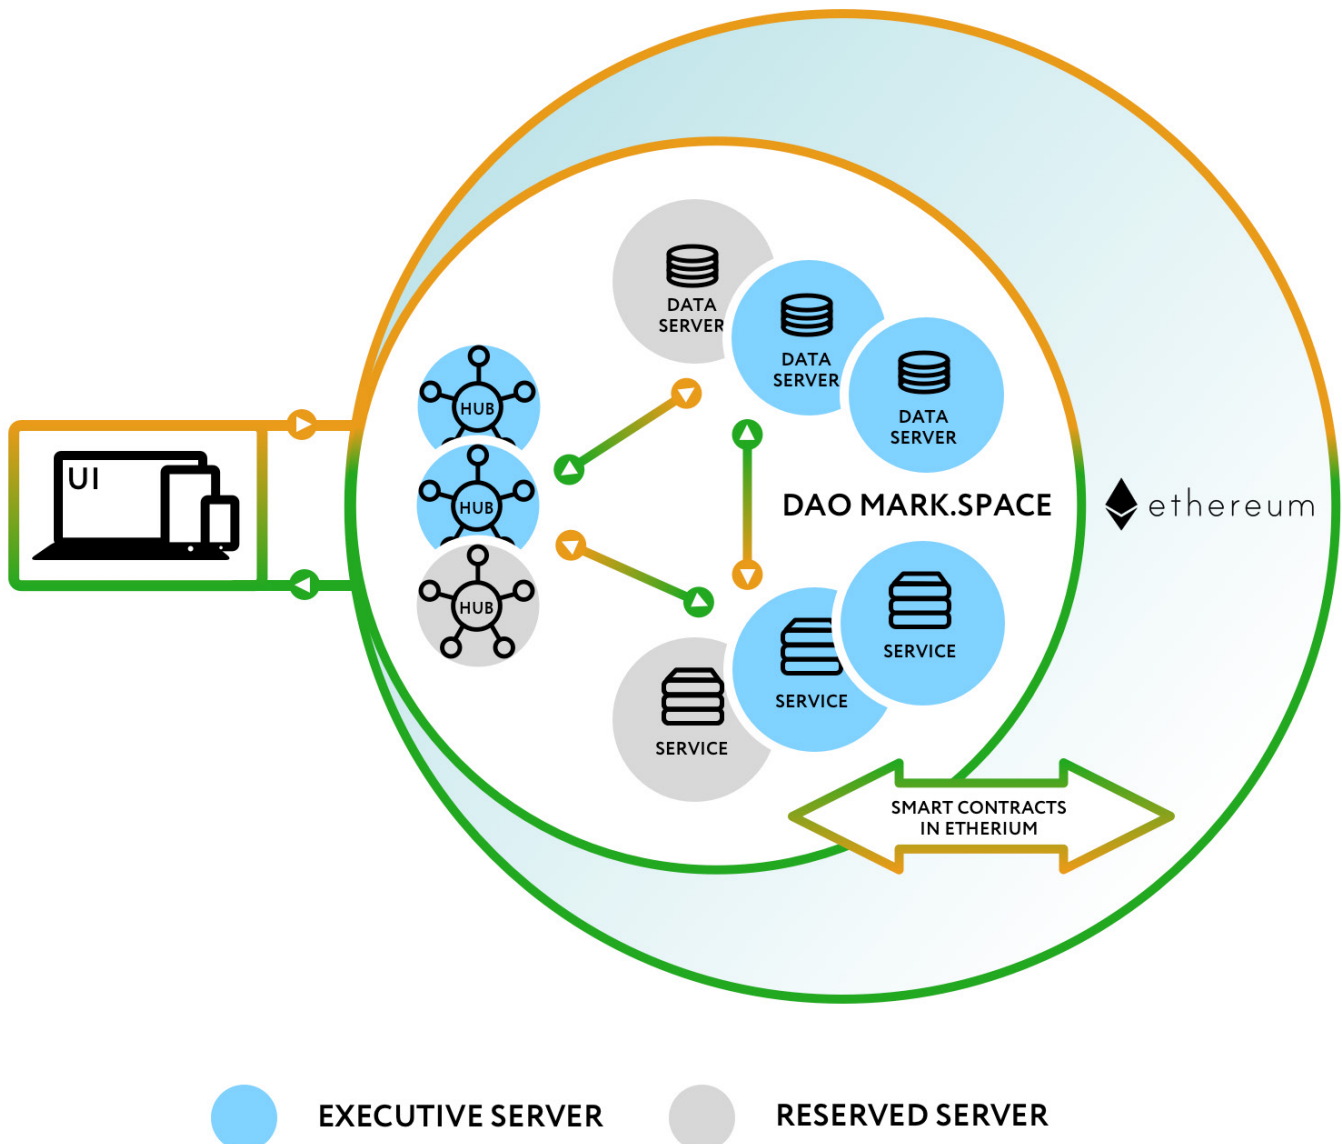 DATA
SERVER
DATA
SERVER
DATA
SERVER
HUB
HUB
HUB
UI
DAO MARK.SPACE
ethereum
SERVICE
SERVICE
SERVICE
SMART CONTRACTS
IN ETHERIUM
EXECUTIVE SERVER
RESERVED SERVER